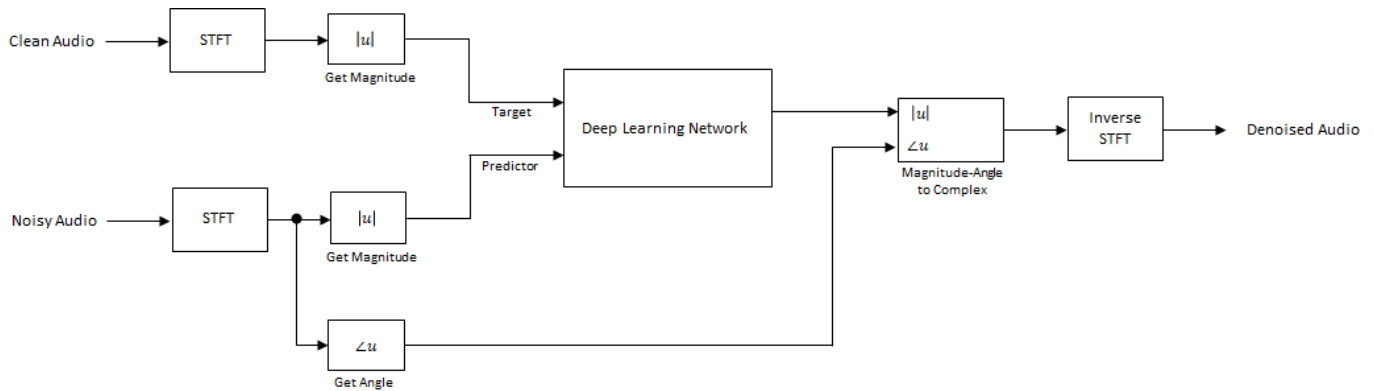 Clean Audio
STFT
|u|
Get Magnitude
Target
Deep Learning Network
Predictor
|u|
∠u
Magnitude-Angle
to Complex
Inverse
STFT
Denoised Audio
Noisy Audio
STFT
|u|
Get Magnitude
∠u
Get Angle